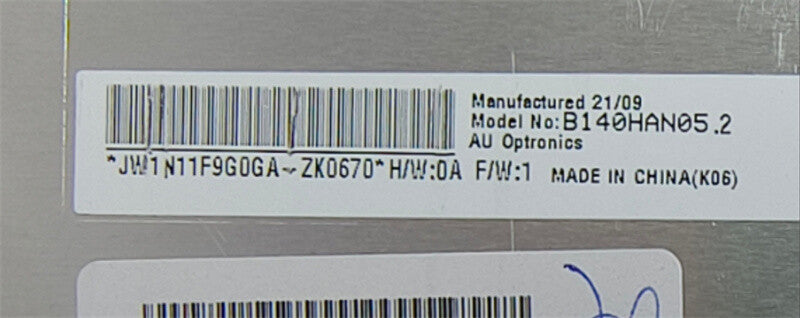 Manufactured 21/09
Model No:B140HAN05.2
AU Optronics
*JW1N11F9G0GA-ZK0670*H/W:0A F/W:1 MADE IN CHINA(K06)